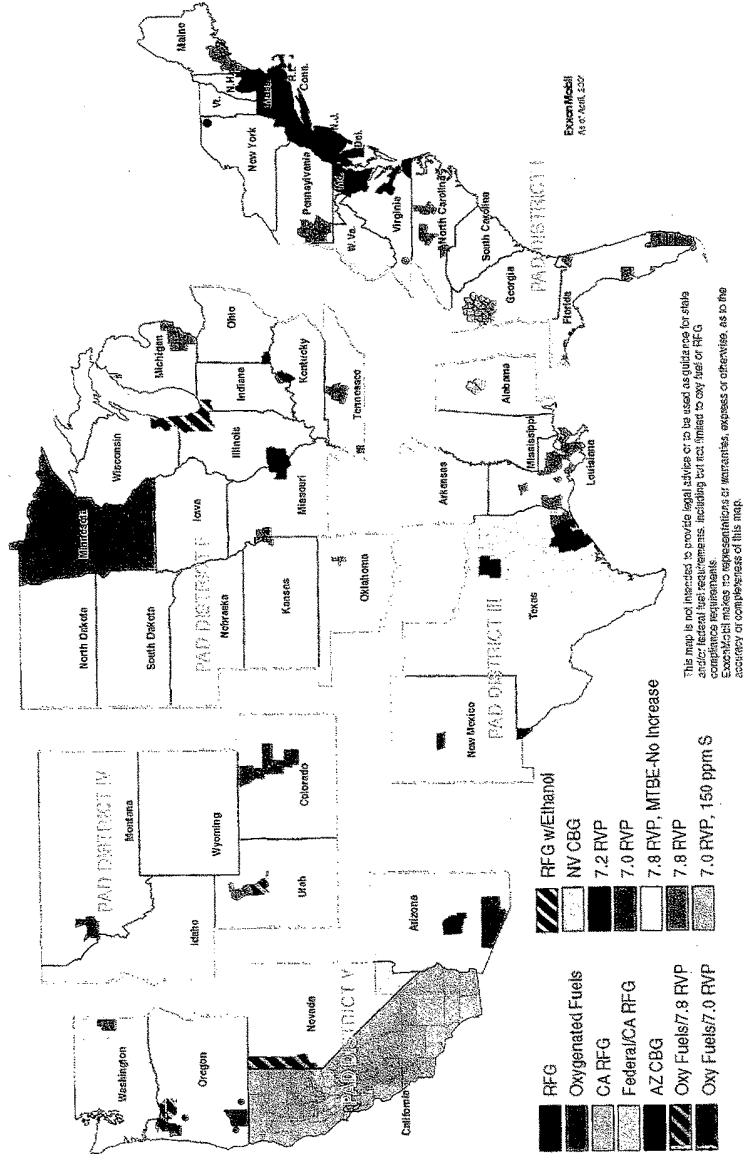 Washington
Oregon
California
Nevada
Idaho
Montana
Wyoming
Utah
Colorado
Arizona
New Mexico
PAD DISTRICT IV
PAD DISTRICT V
North Dakota
South Dakota
Nebraska
Kansas
Oklahoma
Texas
Minnesota
Iowa
Missouri
Arkansas
Louisiana
Wisconsin
Illinois
Michigan
Indiana
Ohio
Kentucky
Tennessee
Mississippi
Alabama
PAD DISTRICT II
PAD DISTRICT III
Maine
N.H.
Vt.
Mass.
R.I.
Conn.
New York
N.J.
Del.
Pennsylvania
Md.
W.Va.
Virginia
North Carolina
South Carolina
Georgia
Florida
PAD DISTRICT I
ExxonMobil
RFG
Oxygenated Fuels
CA RFG
Federal/CA RFG
AZ CBG
Oxy Fuels/7.8 RVP
Oxy Fuels/7.0 RVP
RFG w/Ethanol
NV CBG
7.2 RVP
7.0 RVP
7.8 RVP, MTBE-No Increase
7.8 RVP
7.0 RVP, 150 ppm S
This map is not intended to provide legal advice or to be used as guidance for state
and/or federal fuel requirements, including but not limited to oxy fuel or RFG
compliance requirements.
ExxonMobil makes no representations or warranties, express or otherwise, as to the
accuracy or completeness of this map.